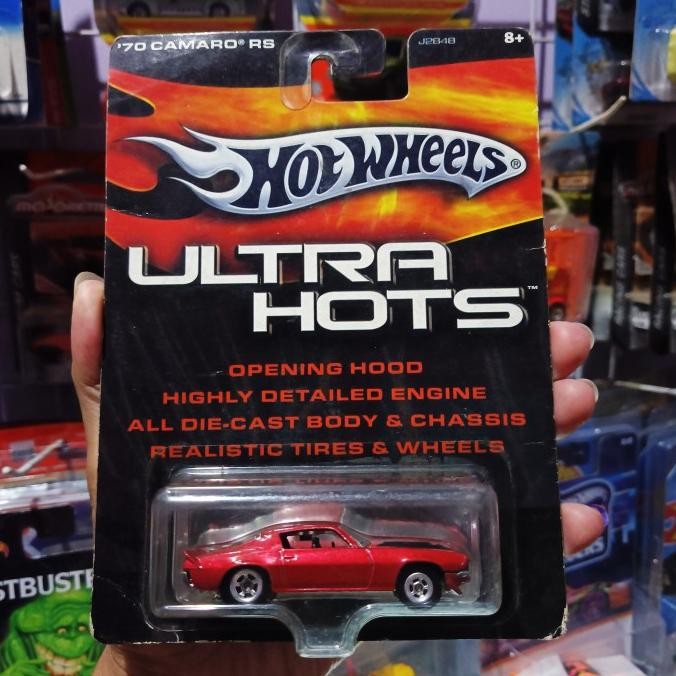 '70 CAMARO® RS
J2848
8+
HOT WHEELS®
ULTRA
HOTS™
OPENING HOOD
HIGHLY DETAILED ENGINE
ALL DIE-CAST BODY & CHASSIS
REALISTIC TIRES & WHEELS
STBUSTE